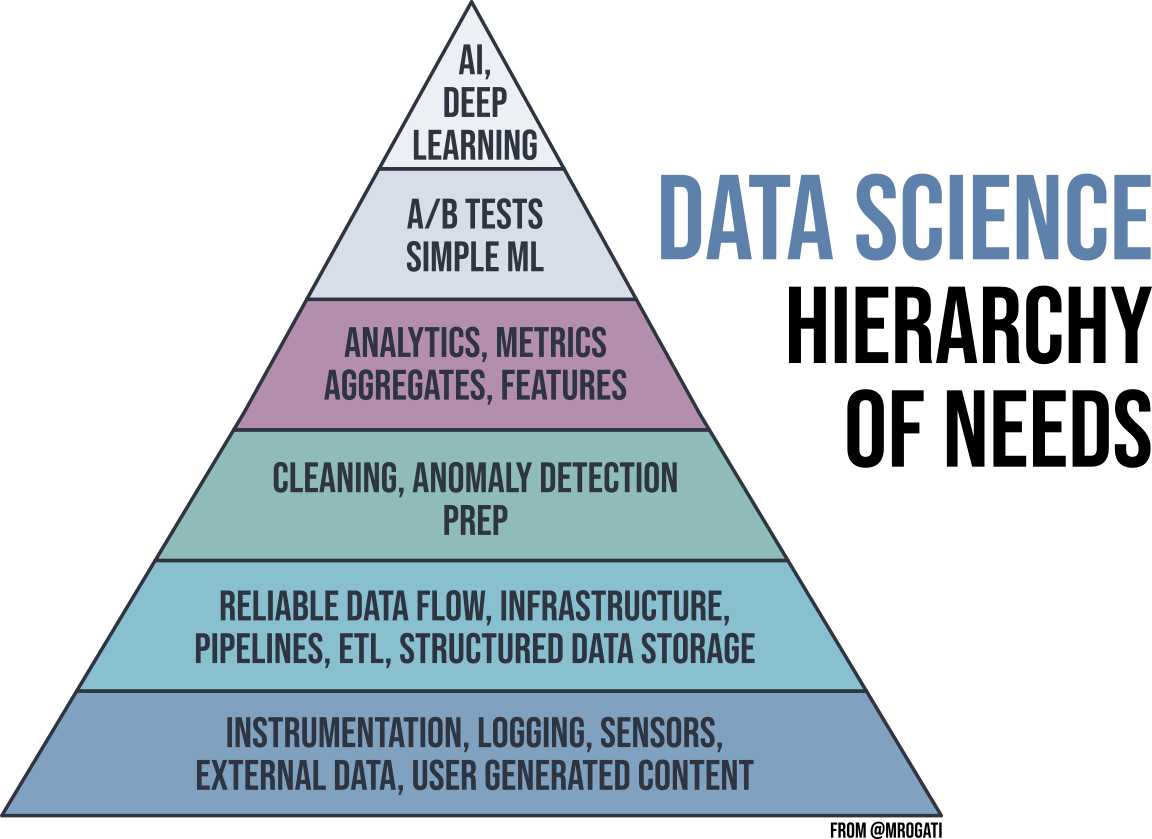 AI,
DEEP
LEARNING
A/B TESTS
SIMPLE ML
ANALYTICS, METRICS
AGGREGATES, FEATURES
CLEANING, ANOMALY DETECTION
PREP
RELIABLE DATA FLOW, INFRASTRUCTURE,
PIPELINES, ETL, STRUCTURED DATA STORAGE
INSTRUMENTATION, LOGGING, SENSORS,
EXTERNAL DATA, USER GENERATED CONTENT
DATA SCIENCE
HIERARCHY
OF NEEDS
FROM @MROGATI